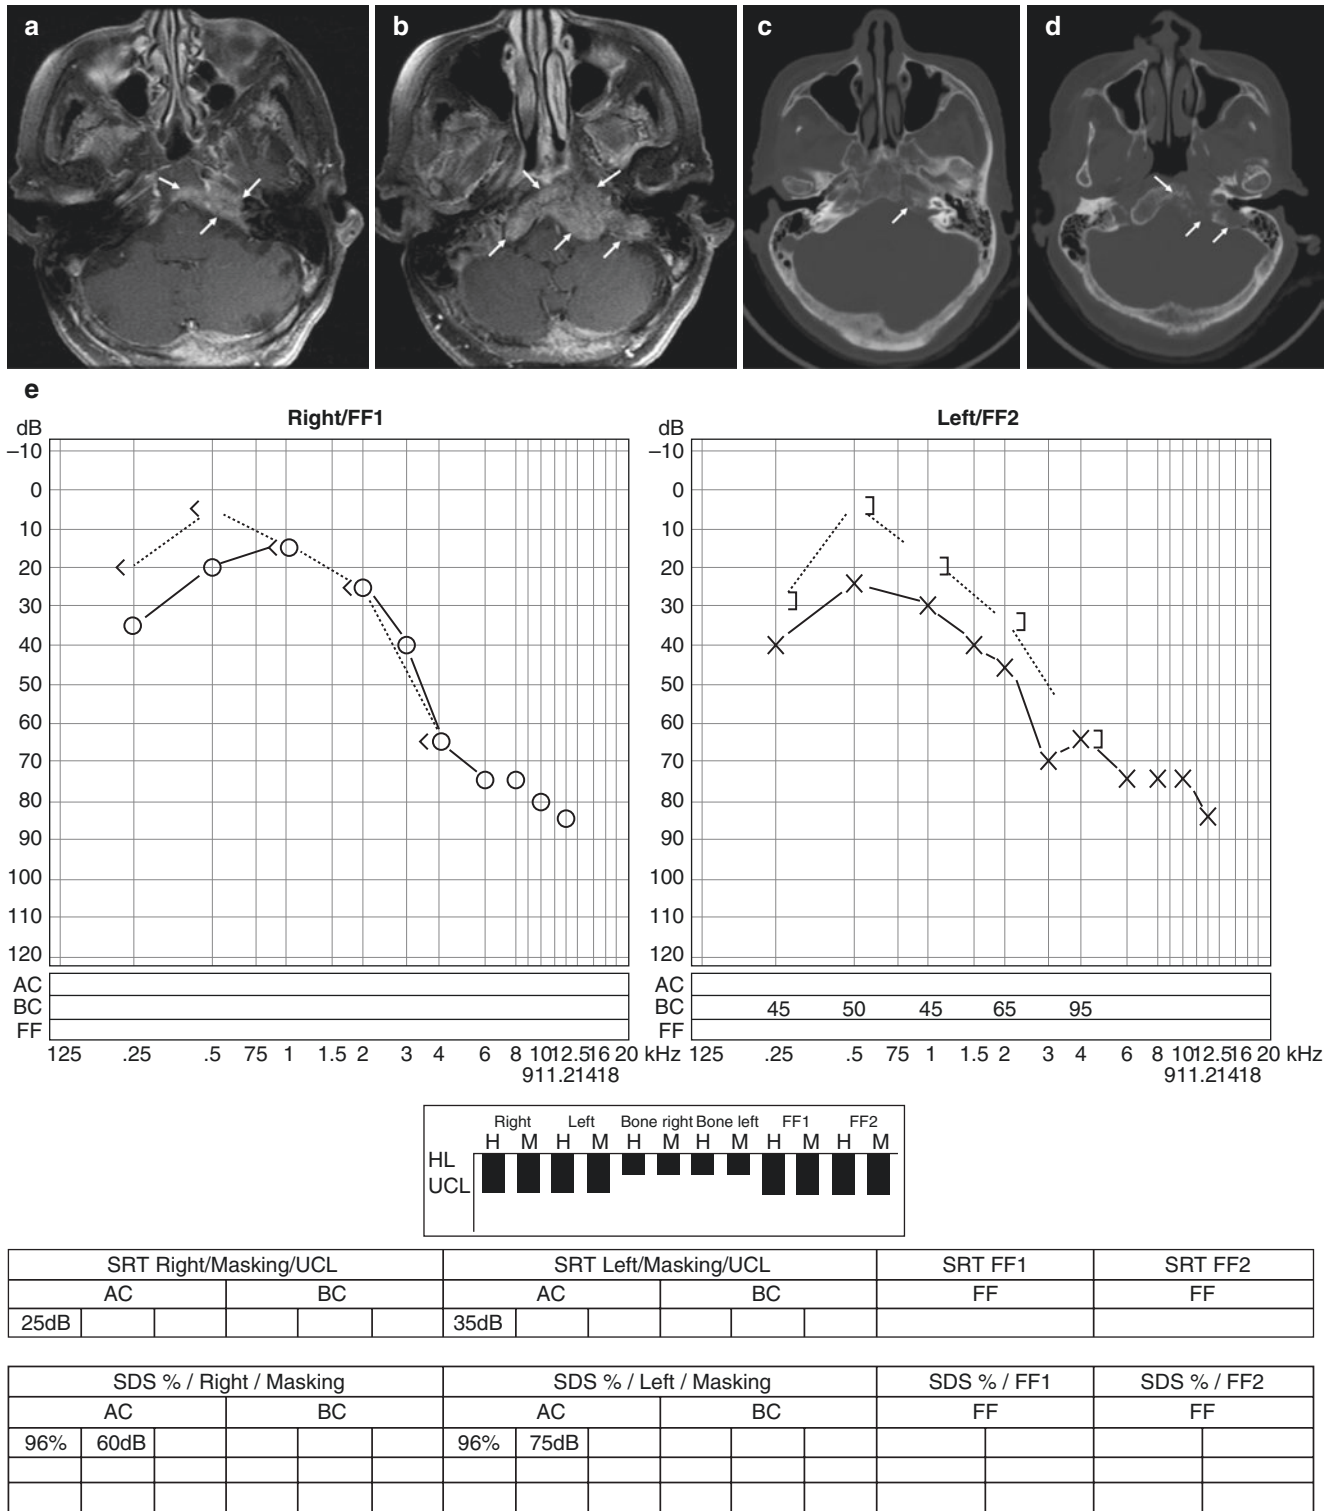 a b c d
e
Right/FF1 Left/FF2
dB dB
–10 –10
0 0
10 10
20 20
30 30
40 40
50 50
60 60
70 70
80 80
90 90
100 100
110 110
120 120
AC AC
BC BC 45 50 45 65 95
FF FF
125 .25 .5 75 1 1.5 2 3 4 6 8 1012.516 20 kHz 125 .25 .5 75 1 1.5 2 3 4 6 8 1012.516 20 kHz
911.21418 911.21418
Right Left Bone right Bone left FF1 FF2
H M H M H M H M H M H M
HL
UCL
SRT Right/Masking/UCL SRT Left/Masking/UCL SRT FF1 SRT FF2
AC BC AC BC FF FF
25dB 35dB
SDS % / Right / Masking SDS % / Left / Masking SDS % / FF1 SDS % / FF2
AC BC AC BC FF FF
96% 60dB 96% 75dB